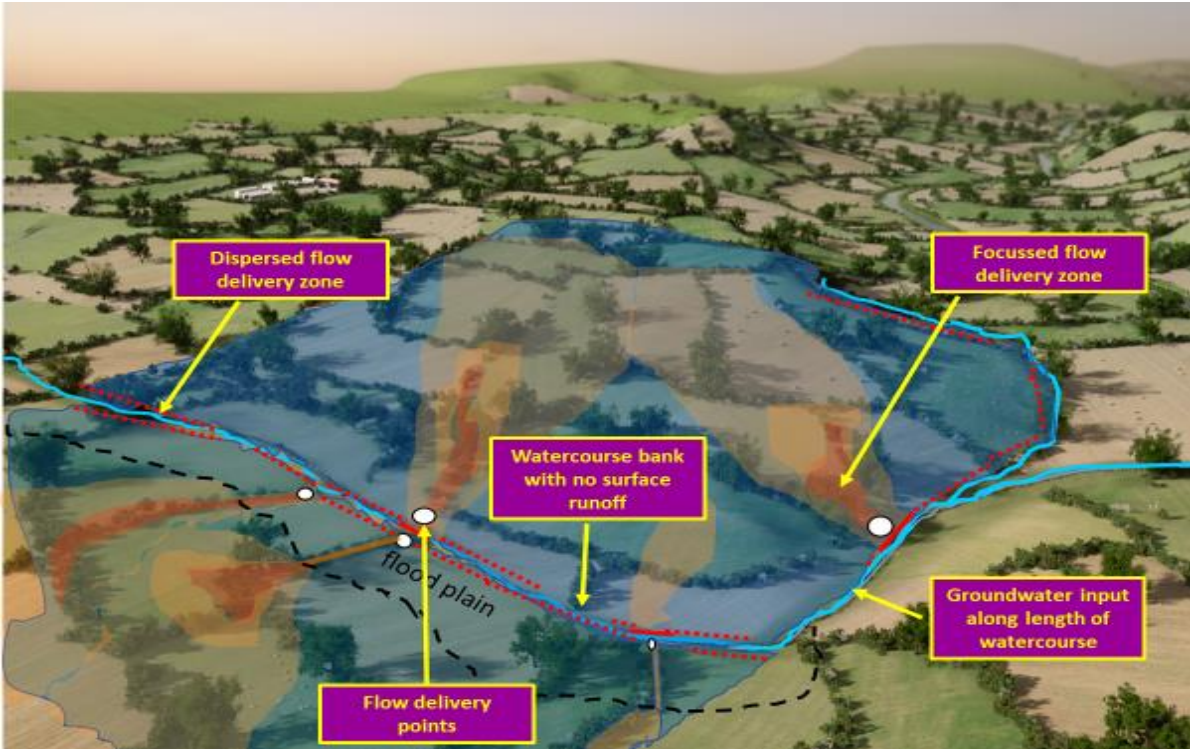 Dispersed flow
delivery zone
Focussed flow
delivery zone
Watercourse bank
with no surface
runoff
flood plain
Groundwater input
along length of
watercourse
Flow delivery
points